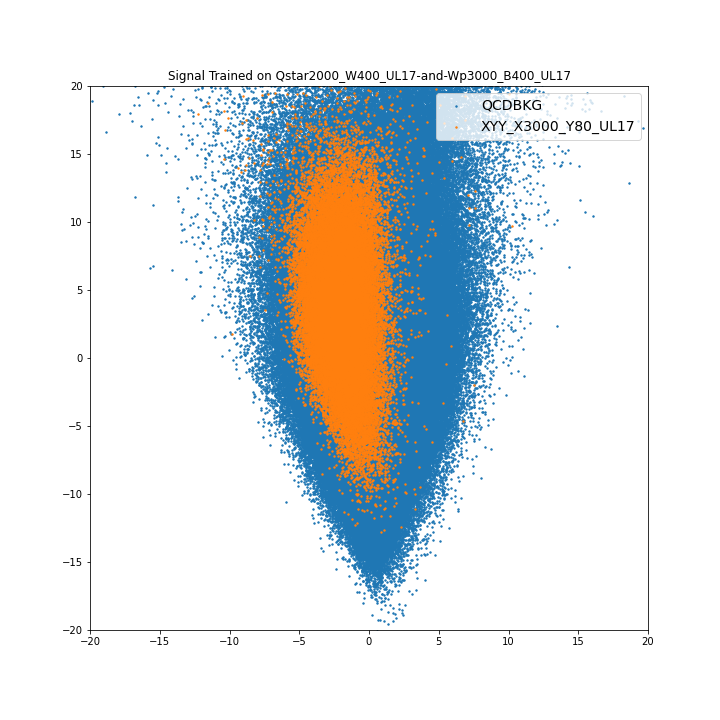 Signal Trained on Qstar2000_W400_UL17-and-Wp3000_B400_UL17
QCDBKG
XYY_X3000_Y80_UL17
20
15
10
5
0
−5
−10
−15
−20
−20 −15 −10 −5 0 5 10 15 20